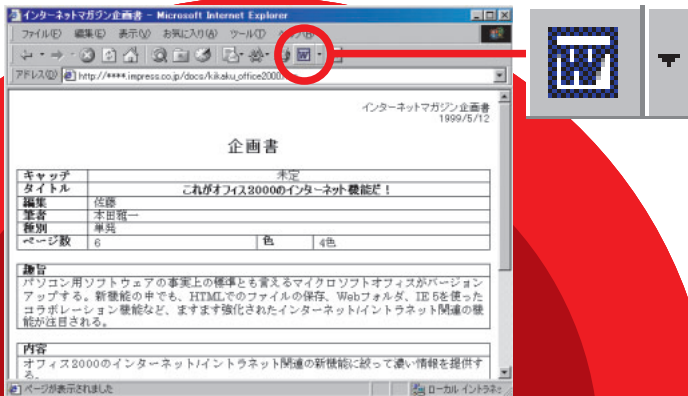 インターネットマガジン企画書 - Microsoft Internet Explorer
ファイル(F) 編集(E) 表示(V) お気に入り(A) ツール(T)
アドレス(D) http://****.impress.co.jp/docs/kikaku_office2000.
インターネットマガジン企画書
1999/5/12
企画書
キャッチ 未定
タイトル これがオフィス2000のインターネット機能だ！
編集 佐藤
筆者 本田雅一
種別 単発
ページ数 6 色 4色
趣旨
パソコン用ソフトウェアの事実上の標準とも言えるマイクロソフトオフィスがバージョン
アップする。新機能の中でも、HTMLでのファイルの保存、Webフォルダ、IE5を使った
コラボレーション機能など、ますます強化されたインターネット/イントラネット関連の機
能が注目される。
内容
オフィス2000のインターネット/イントラネット関連の新機能に絞って濃い情報を提供す
る。
ページが表示されました ローカル イントラネ
W